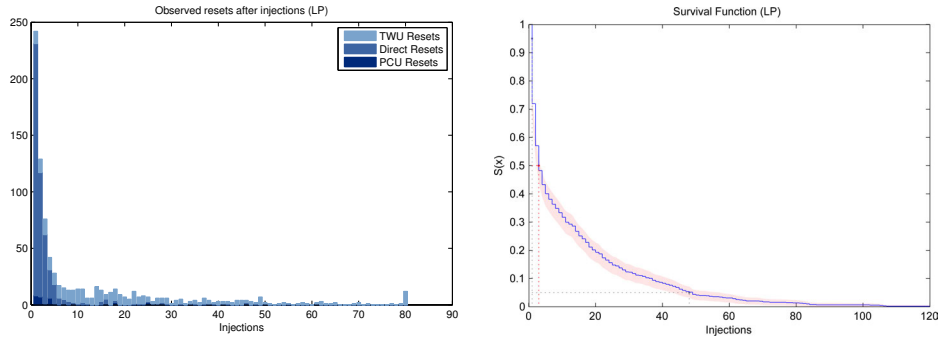 Observed resets after injections (LP)
250
200
150
100
50
0
0 10 20 30 40 50 60 70 80 90
Injections
TWU Resets
Direct Resets
PCU Resets
Survival Function (LP)
1
0.9
0.8
0.7
0.6
0.5
0.4
0.3
0.2
0.1
0
S(x)
0 20 40 60 80 100 120
Injections